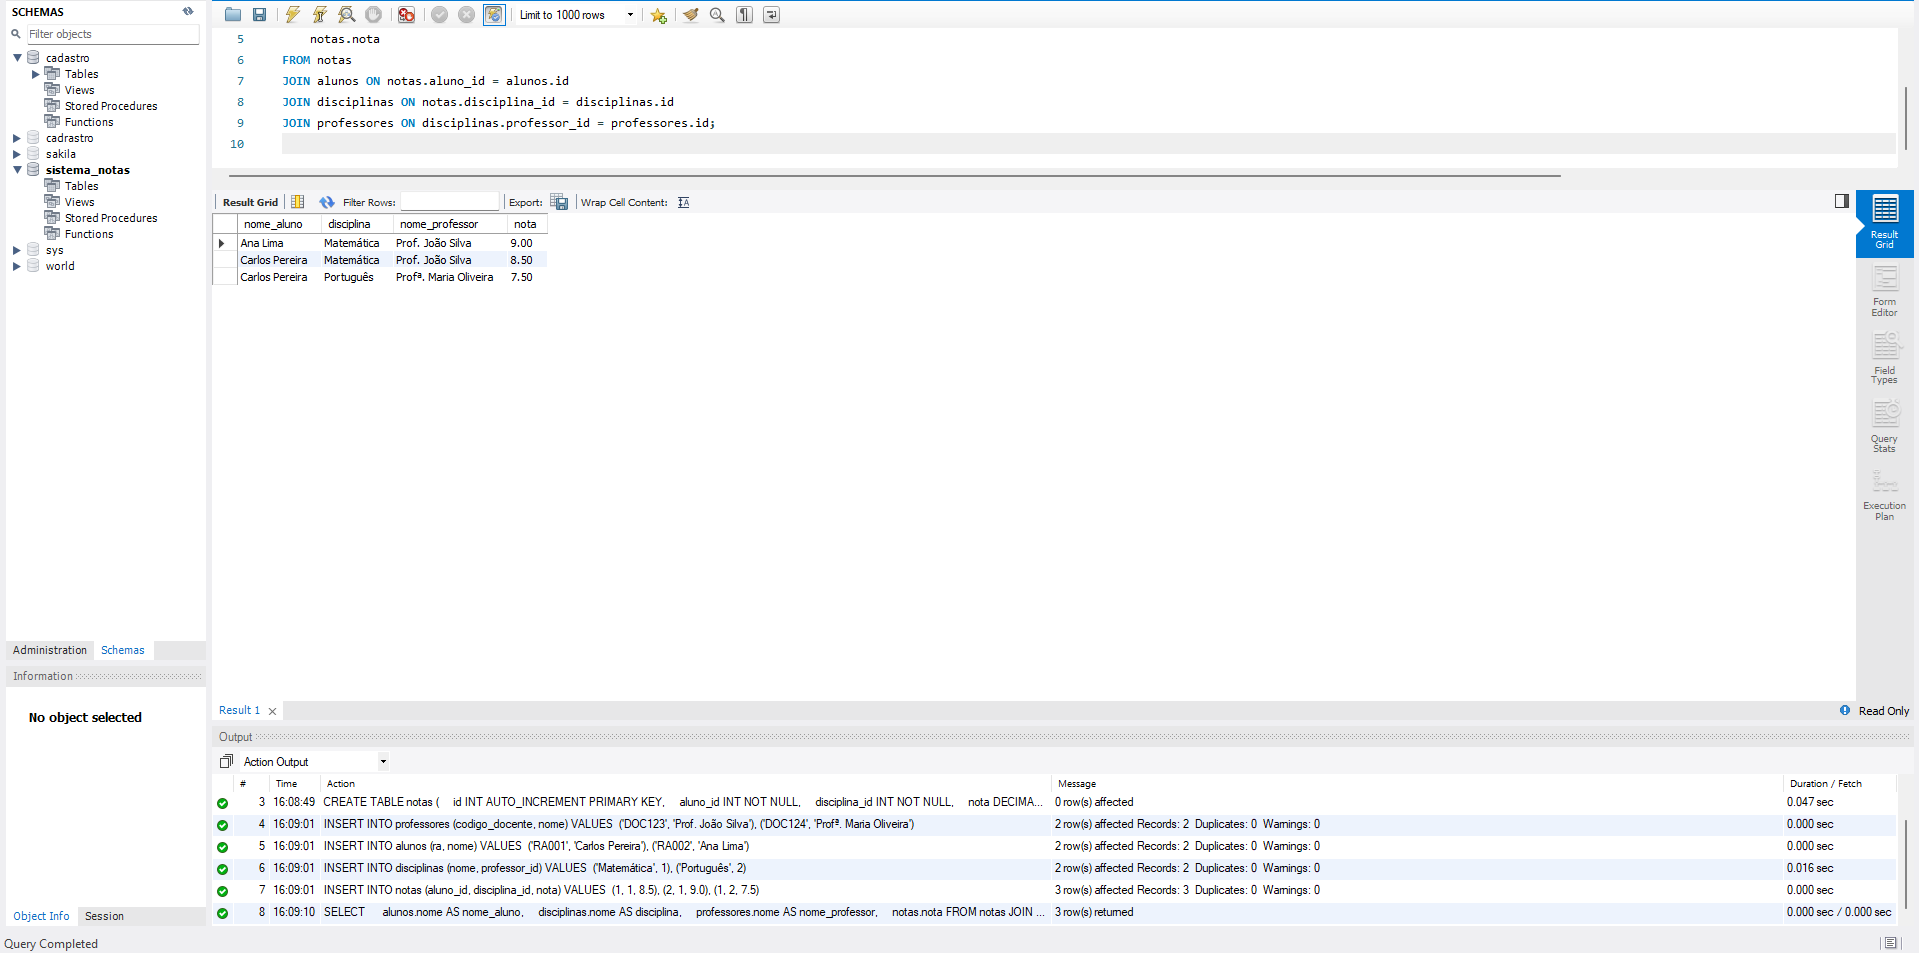 SCHEMAS
Filter objects
cadastro
Tables
Views
Stored Procedures
Functions
cadrastro
sakila
sistema_notas
Tables
Views
Stored Procedures
Functions
sys
world
Administration Schemas
Information
No object selected
Object Info Session
Query Completed
Limit to 1000 rows
5 notas.nota
6 FROM notas
7 JOIN alunos ON notas.aluno_id = alunos.id
8 JOIN disciplinas ON notas.disciplina_id = disciplinas.id
9 JOIN professores ON disciplinas.professor_id = professores.id;
10
Result Grid Filter Rows: Export: Wrap Cell Content:
nome_aluno disciplina nome_professor nota
Ana Lima Matemática Prof. João Silva 9.00
Carlos Pereira Matemática Prof. João Silva 8.50
Carlos Pereira Português Profª. Maria Oliveira 7.50
Result
Grid
Form
Editor
Field
Types
Query
Stats
Execution
Plan
Result 1
Read Only
Output
Action Output
# Time Action Message Duration / Fetch
3 16:08:49 CREATE TABLE notas ( id INT AUTO_INCREMENT PRIMARY KEY, aluno_id INT NOT NULL, disciplina_id INT NOT NULL, nota DECIMA... 0 row(s) affected 0.047 sec
4 16:09:01 INSERT INTO professores (codigo_docente, nome) VALUES ('DOC123', 'Prof. João Silva'), ('DOC124', 'Profª. Maria Oliveira') 2 row(s) affected Records: 2 Duplicates: 0 Warnings: 0 0.000 sec
5 16:09:01 INSERT INTO alunos (ra, nome) VALUES ('RA001', 'Carlos Pereira'), ('RA002', 'Ana Lima') 2 row(s) affected Records: 2 Duplicates: 0 Warnings: 0 0.000 sec
6 16:09:01 INSERT INTO disciplinas (nome, professor_id) VALUES ('Matemática', 1), ('Português', 2) 2 row(s) affected Records: 2 Duplicates: 0 Warnings: 0 0.016 sec
7 16:09:01 INSERT INTO notas (aluno_id, disciplina_id, nota) VALUES (1, 1, 8.5), (2, 1, 9.0), (1, 2, 7.5) 3 row(s) affected Records: 3 Duplicates: 0 Warnings: 0 0.000 sec
8 16:09:10 SELECT alunos.nome AS nome_aluno, disciplinas.nome AS disciplina, professores.nome AS nome_professor, notas.nota FROM notas JOIN ... 3 row(s) returned 0.000 sec / 0.000 sec